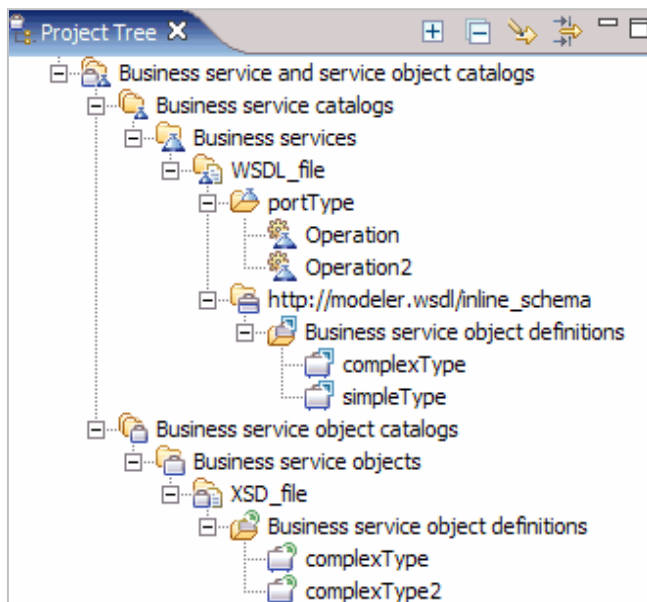 Project Tree
Business service and service object catalogs
Business service catalogs
Business services
WSDL_file
portType
Operation
Operation2
http://modeler.wsdl/inline_schema
Business service object definitions
complexType
simpleType
Business service object catalogs
Business service objects
XSD_file
Business service object definitions
complexType
complexType2